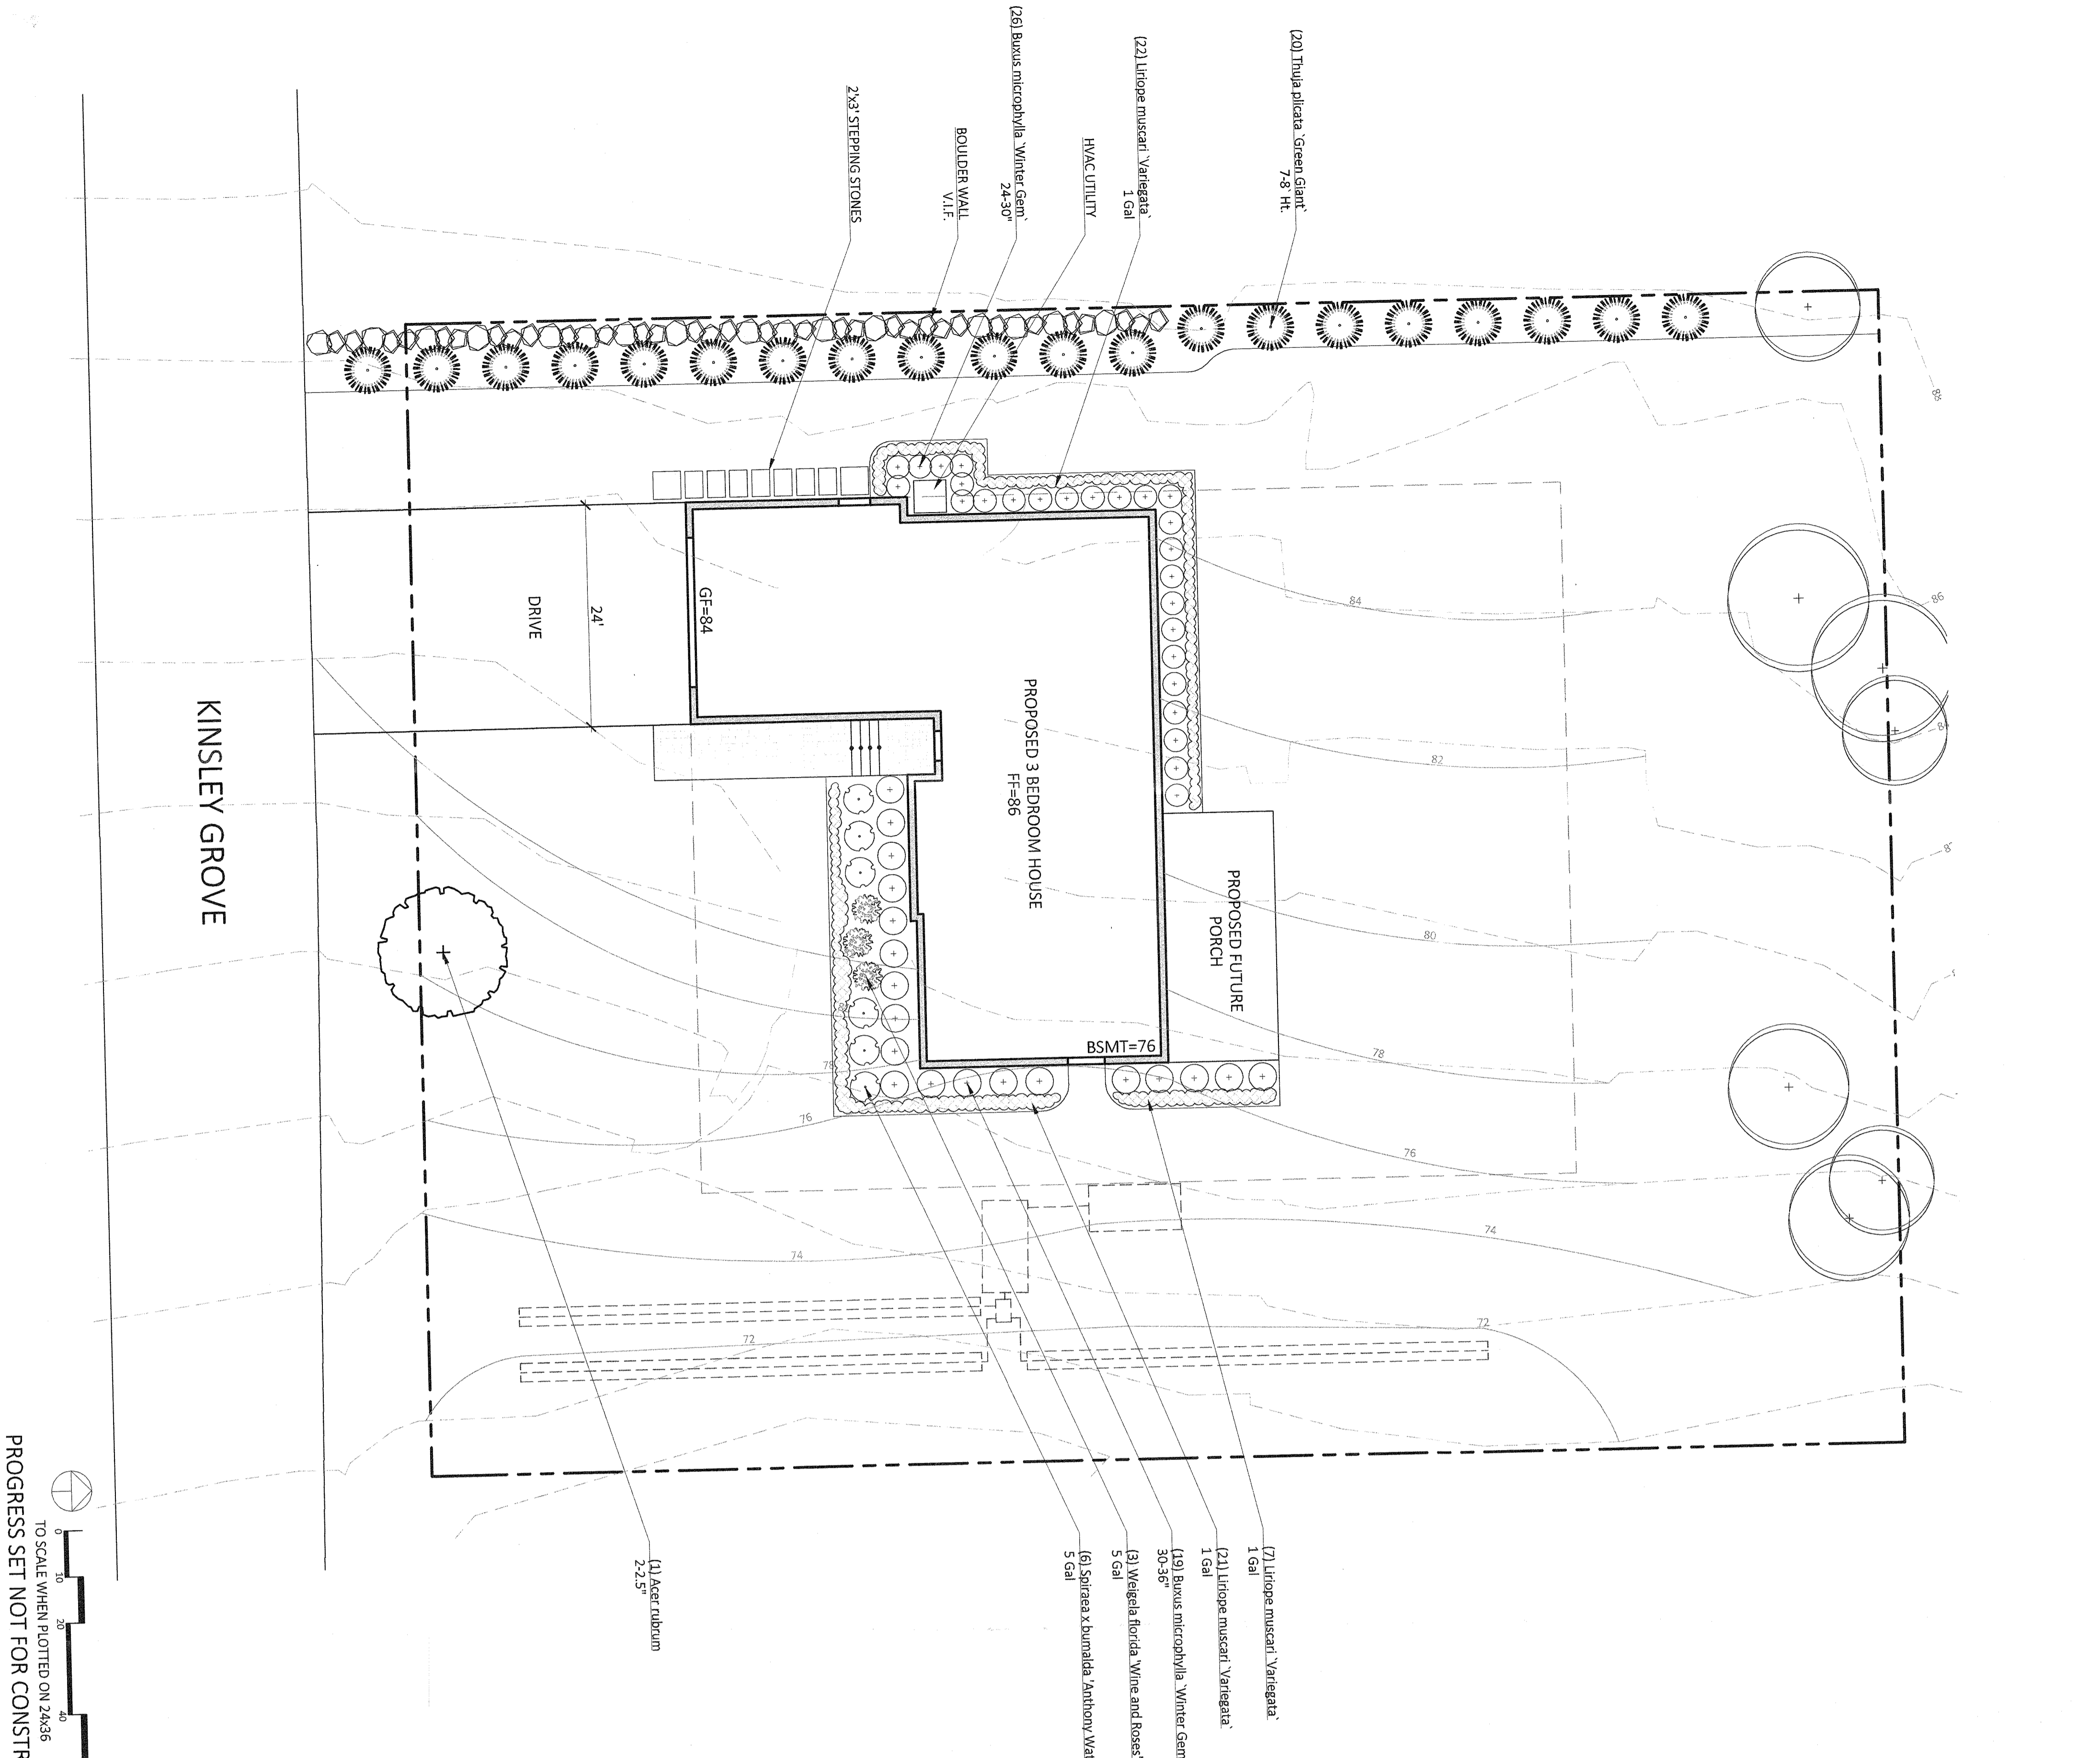 (26) Buxus microphylla `Winter Gem`
24-30"
(22) Liriope muscari `Variegata`
1 Gal
(20) Thuja plicata `Green Giant`
7-8' Ht.
2'x3' STEPPING STONES
BOULDER WALL
V.I.F.
HVAC UTILITY
88
86
84
82
80
78
76
74
72
84
GF=84
24'
DRIVE
PROPOSED 3 BEDROOM HOUSE
FF=86
PROPOSED FUTURE
PORCH
BSMT=76
KINSLEY GROVE
78
76
74
72
(1) Acer rubrum
2-2.5"
(6) Spiraea x bumalda 'Anthony
5 Gal
(3) Weigela florida 'Wine and Roses'
5 Gal
(19) Buxus microphylla `Winter Gem
30-36"
(21) Liriope muscari `Variegata`
1 Gal
(7) Liriope muscari `Variegata`
1 Gal
0
10
20
40
TO SCALE WHEN PLOTTED ON 24x36
PROGRESS SET NOT FOR